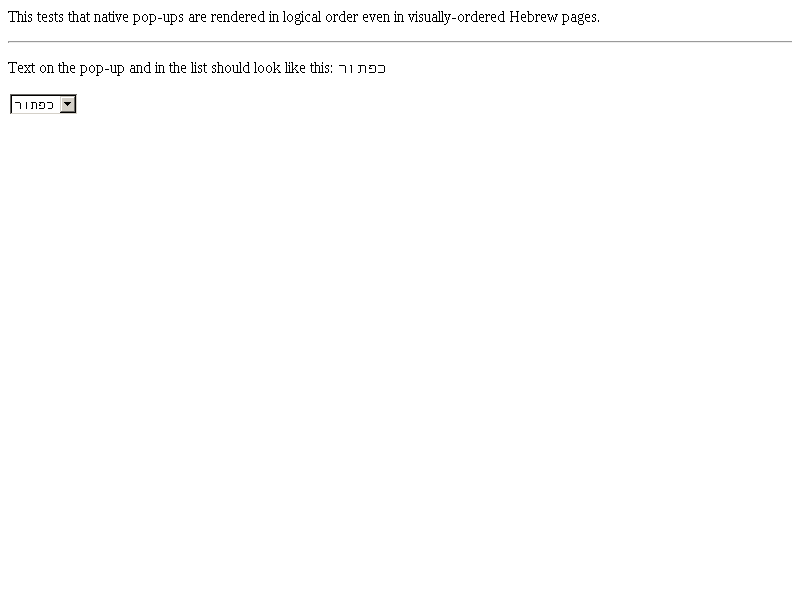 This tests that native pop-ups are rendered in logical order even in visually-ordered Hebrew pages.
Text on the pop-up and in the list should look like this: כפתור
כפתור